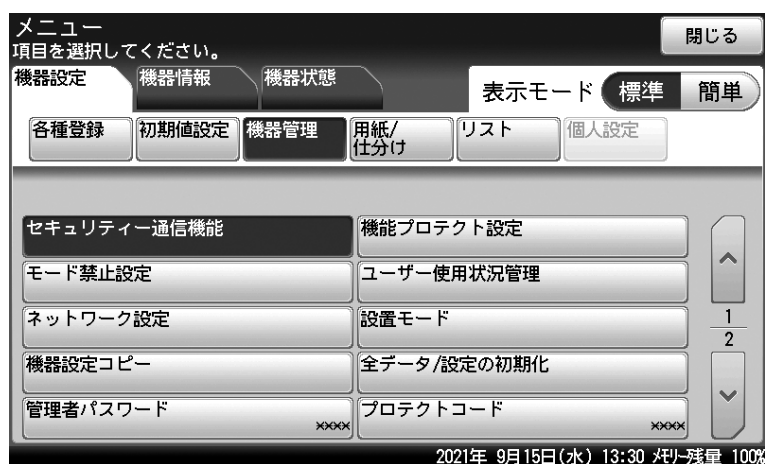 メニュー
閉じる
項目を選択してください。
機器設定 機器情報 機器状態
表示モード 標準 簡単
各種登録 初期値設定 機器管理 用紙/ リスト 個人設定
仕分け
セキュリティー通信機能 機能プロテクト設定
モード禁止設定 ユーザー使用状況管理
ネットワーク設定 設置モード
1
2
機器設定コピー 全データ/設定の初期化
管理者パスワード ×××× プロテクトコード ××××
2021年 9月15日(水) 13:30 メモリー残量 100%